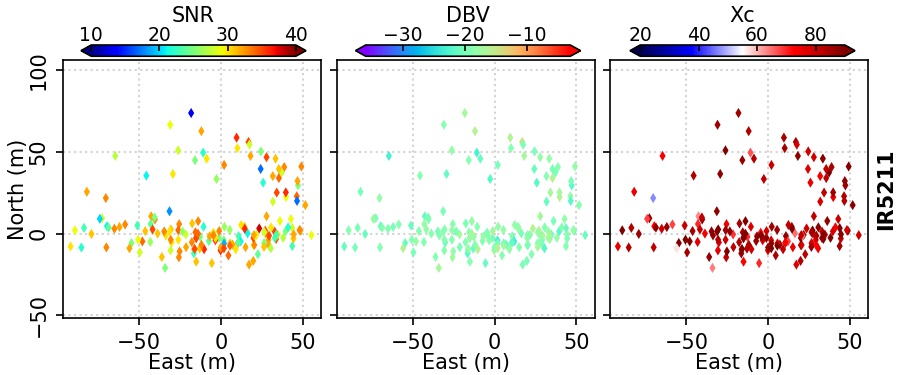 SNR DBV Xc
10 20 30 40 −30 −20 −10 20 40 60 80
100
50
0
−50
North (m)
IR5211
−50 0 50 −50 0 50 −50 0 50
East (m) East (m) East (m)